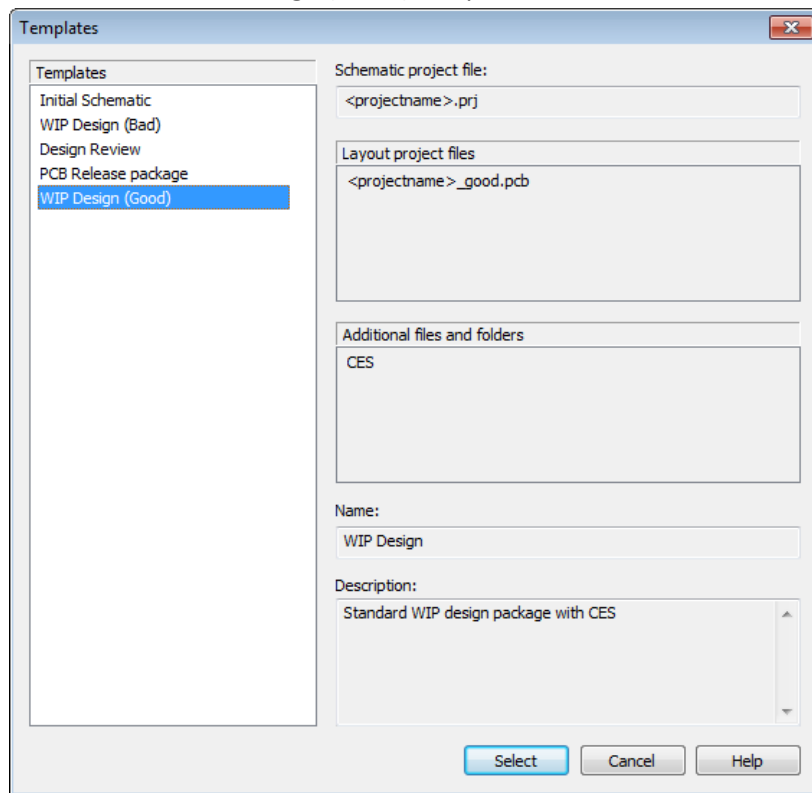 Templates
Templates
Initial Schematic
WIP Design (Bad)
Design Review
PCB Release package
WIP Design (Good)
Schematic project file:
<projectname>.prj
Layout project files
<projectname>_good.pcb
Additional files and folders
CES
Name:
WIP Design
Description:
Standard WIP design package with CES
Select
Cancel
Help